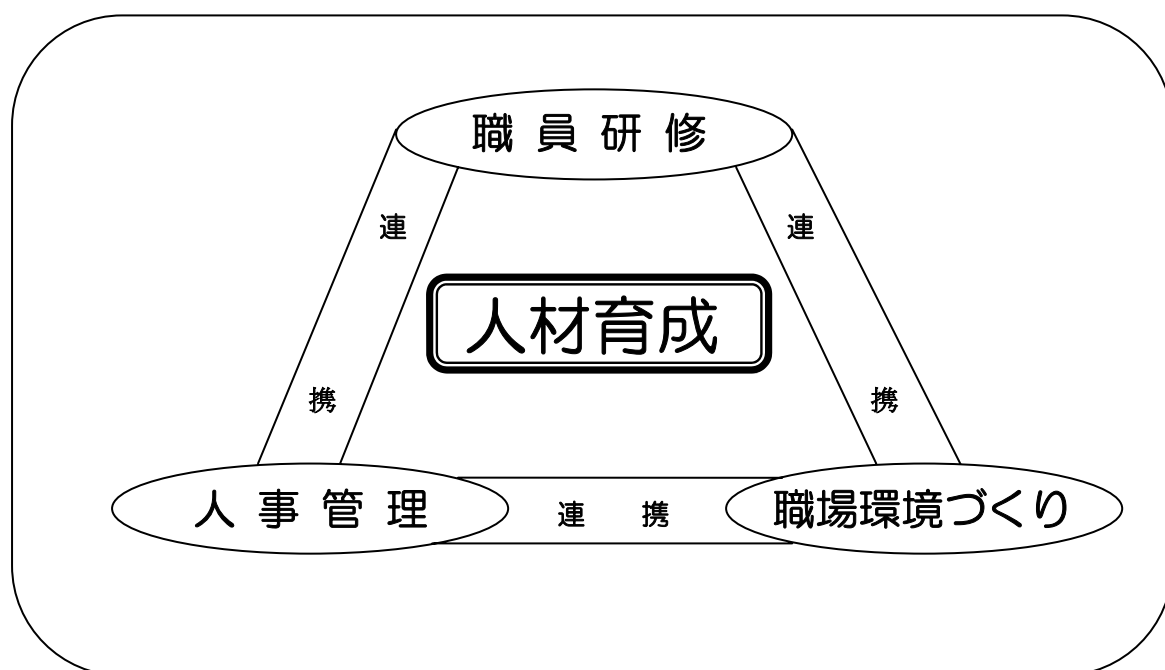 職員研修
連 連
人材育成
携 携
人事管理 連携 職場環境づくり